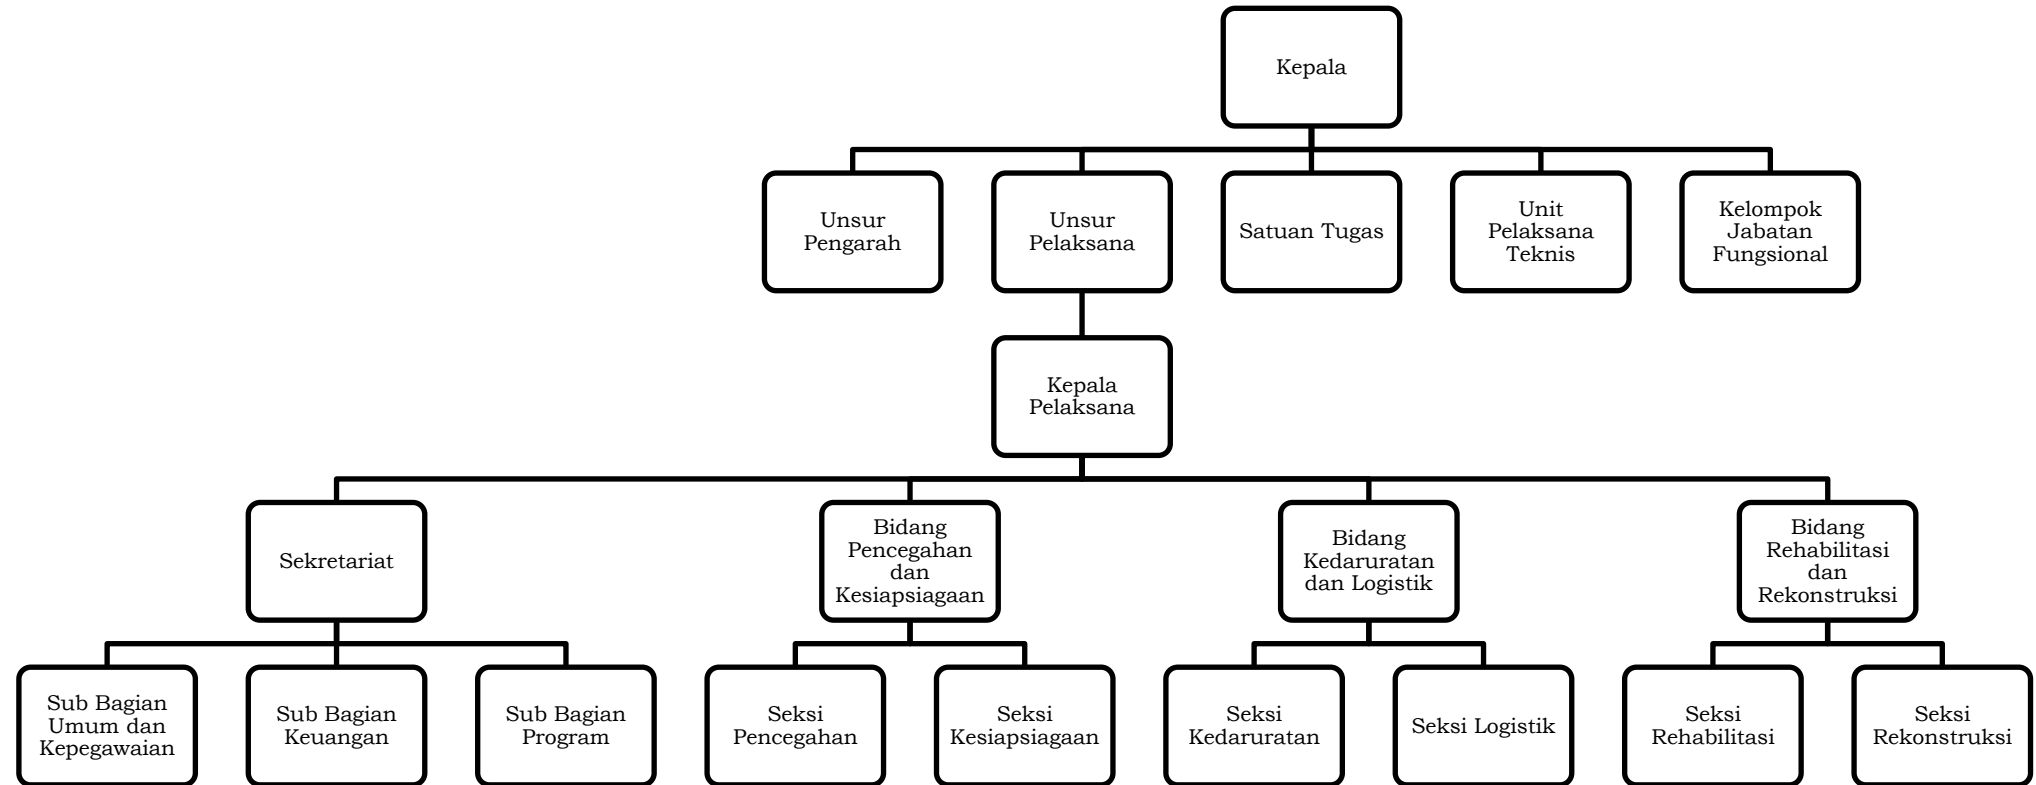 Kepala
Unsur
Pengarah
Unsur
Pelaksana
Satuan Tugas
Unit
Pelaksana
Teknis
Kelompok
Jabatan
Fungsional
Kepala
Pelaksana
Sekretariat
Bidang
Pencegahan
dan
Kesiapsiagaan
Bidang
Kedaruratan
dan Logistik
Bidang
Rehabilitasi
dan
Rekonstruksi
Sub Bagian
Umum dan
Kepegawaian
Sub Bagian
Keuangan
Sub Bagian
Program
Seksi
Pencegahan
Seksi
Kesiapsiagaan
Seksi
Kedaruratan
Seksi Logistik
Seksi
Rehabilitasi
Seksi
Rekonstruksi